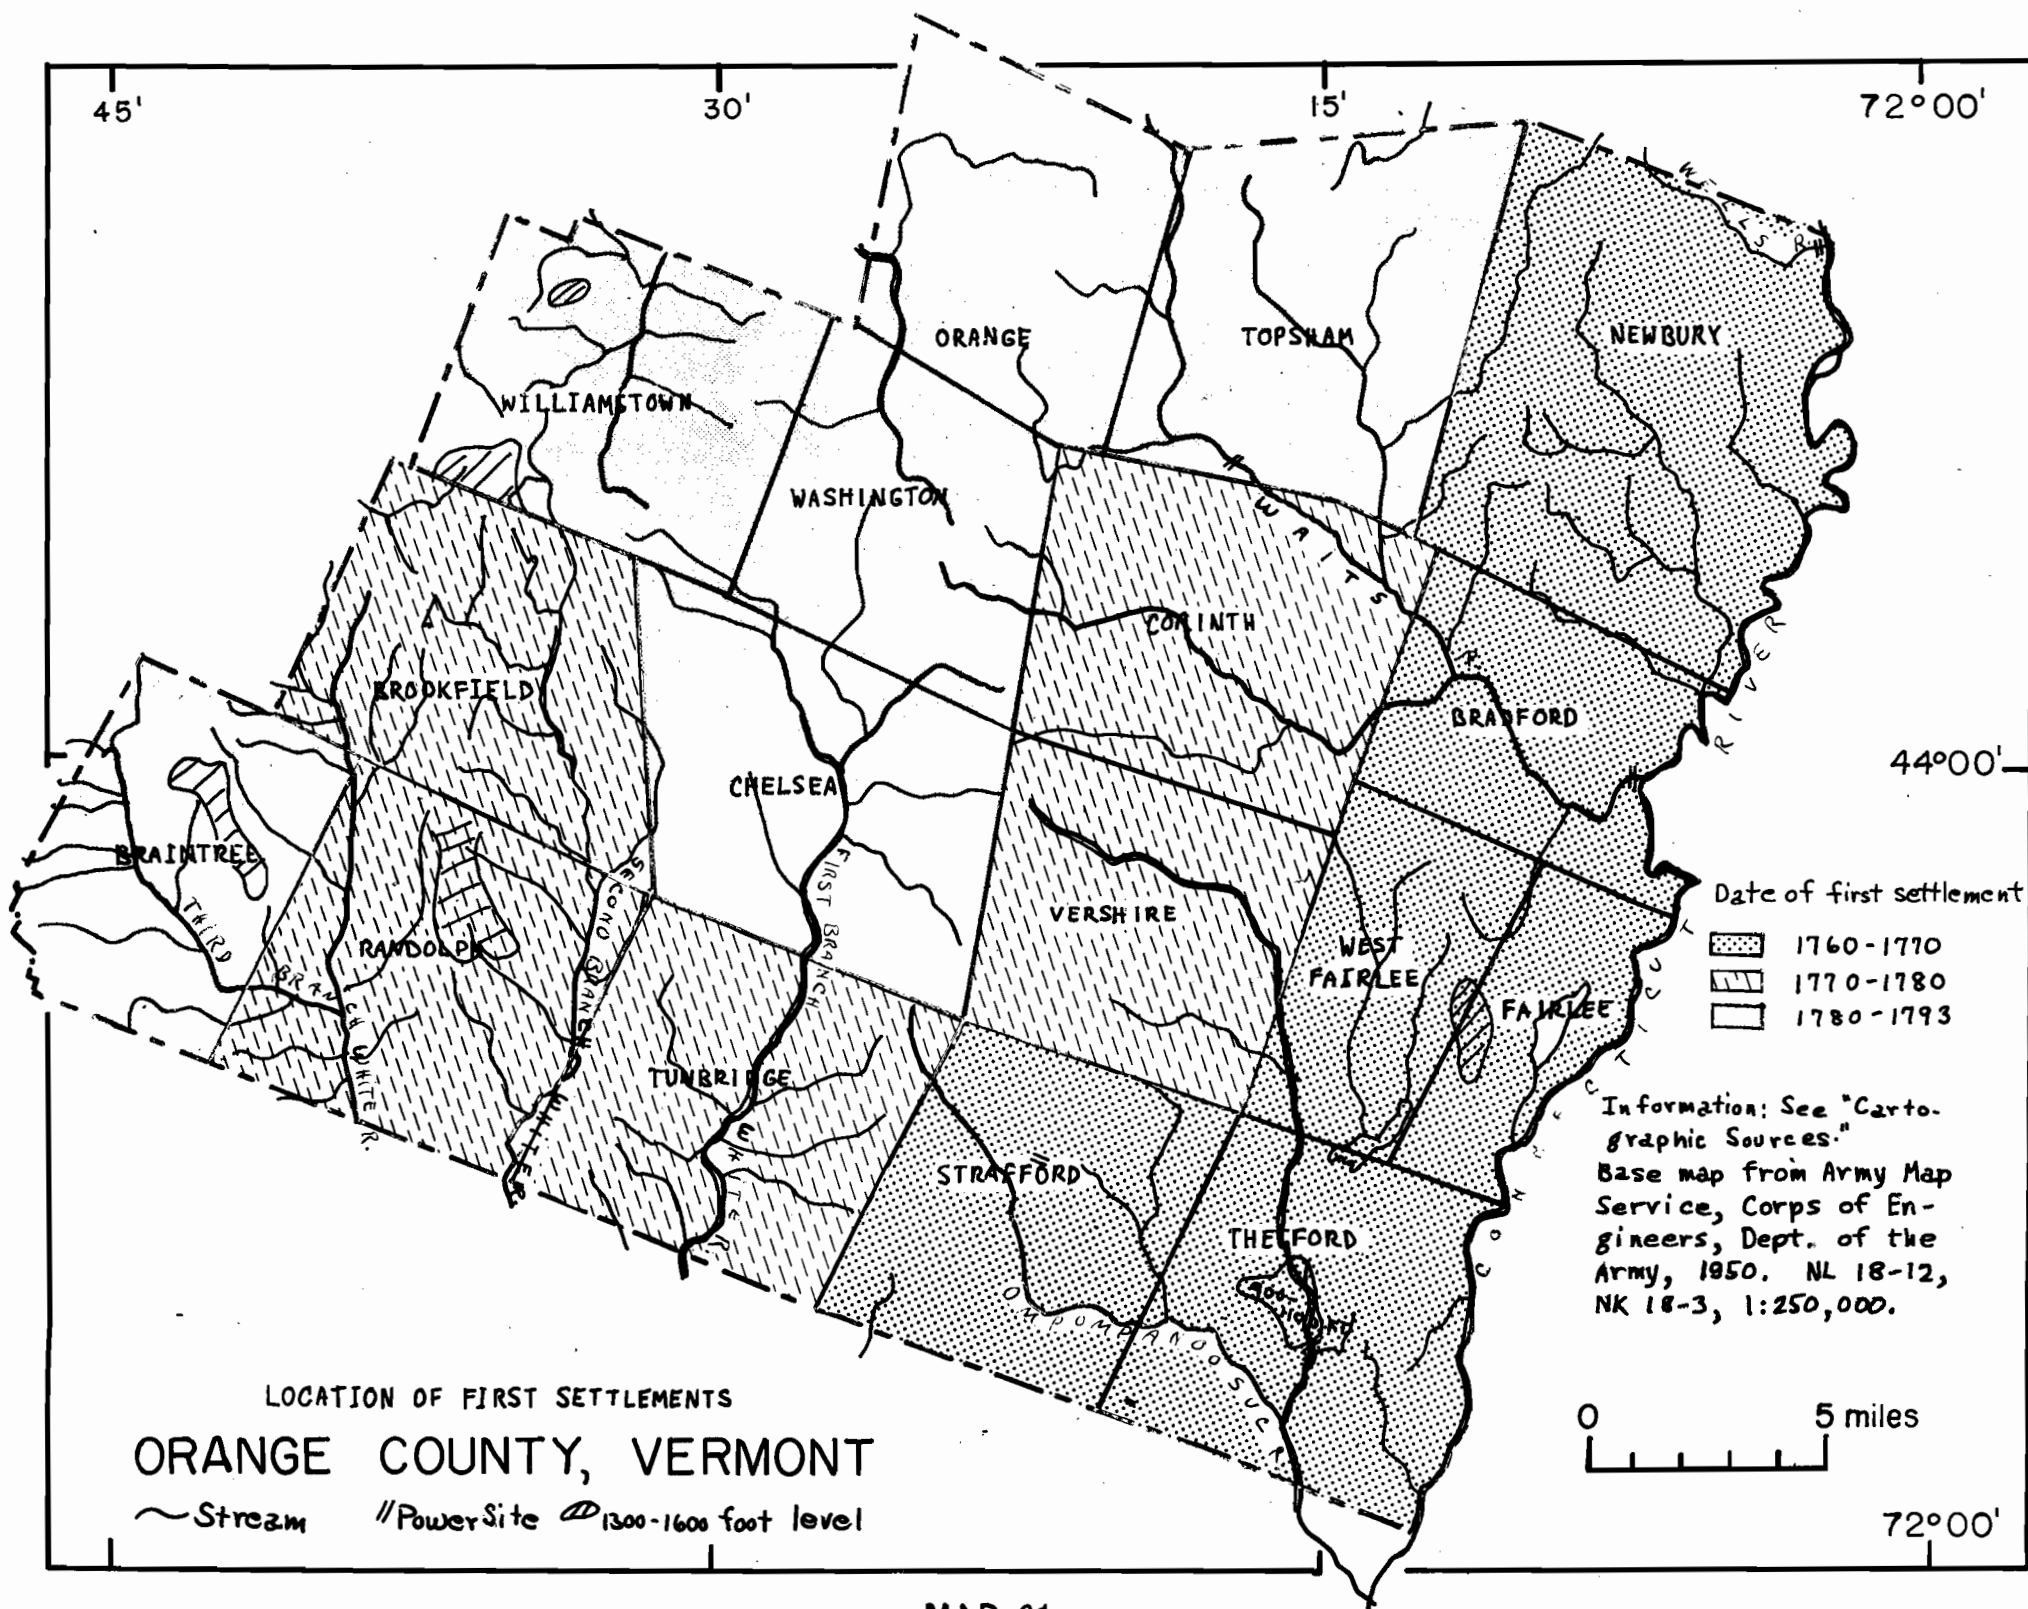 45'
30'
15'
72°00'
WELLS R.
ORANGE
TOPSHAM
NEWBURY
WILLIAMSTOWN
WASHINGTON
WAITS R.
CORINTH
BROOKFIELD
BRADFORD
44°00'
CHELSEA
BRAINTREE
VERSHIRE
RANDOLPH
WEST
FAIRLEE
FAIRLEE
TUNBRIDGE
STRAFFORD
THETFORD
THIRD BRANCH WHITE R.
SECOND BRANCH WHITE R
FIRST BRANCH WHITE R
OMPOMPANOOSUC R
CONNECTICUT RIVER
Date of first settlement
1760-1770
1770-1780
1780-1793
Information: See "Carto-
graphic Sources."
Base map from Army Map
Service, Corps of En-
gineers, Dept. of the
Army, 1950. NL 18-12,
NK 18-3, 1:250,000.
0 5 miles
LOCATION OF FIRST SETTLEMENTS
ORANGE COUNTY, VERMONT
Stream Power Site 1300-1600 foot level
72°00'